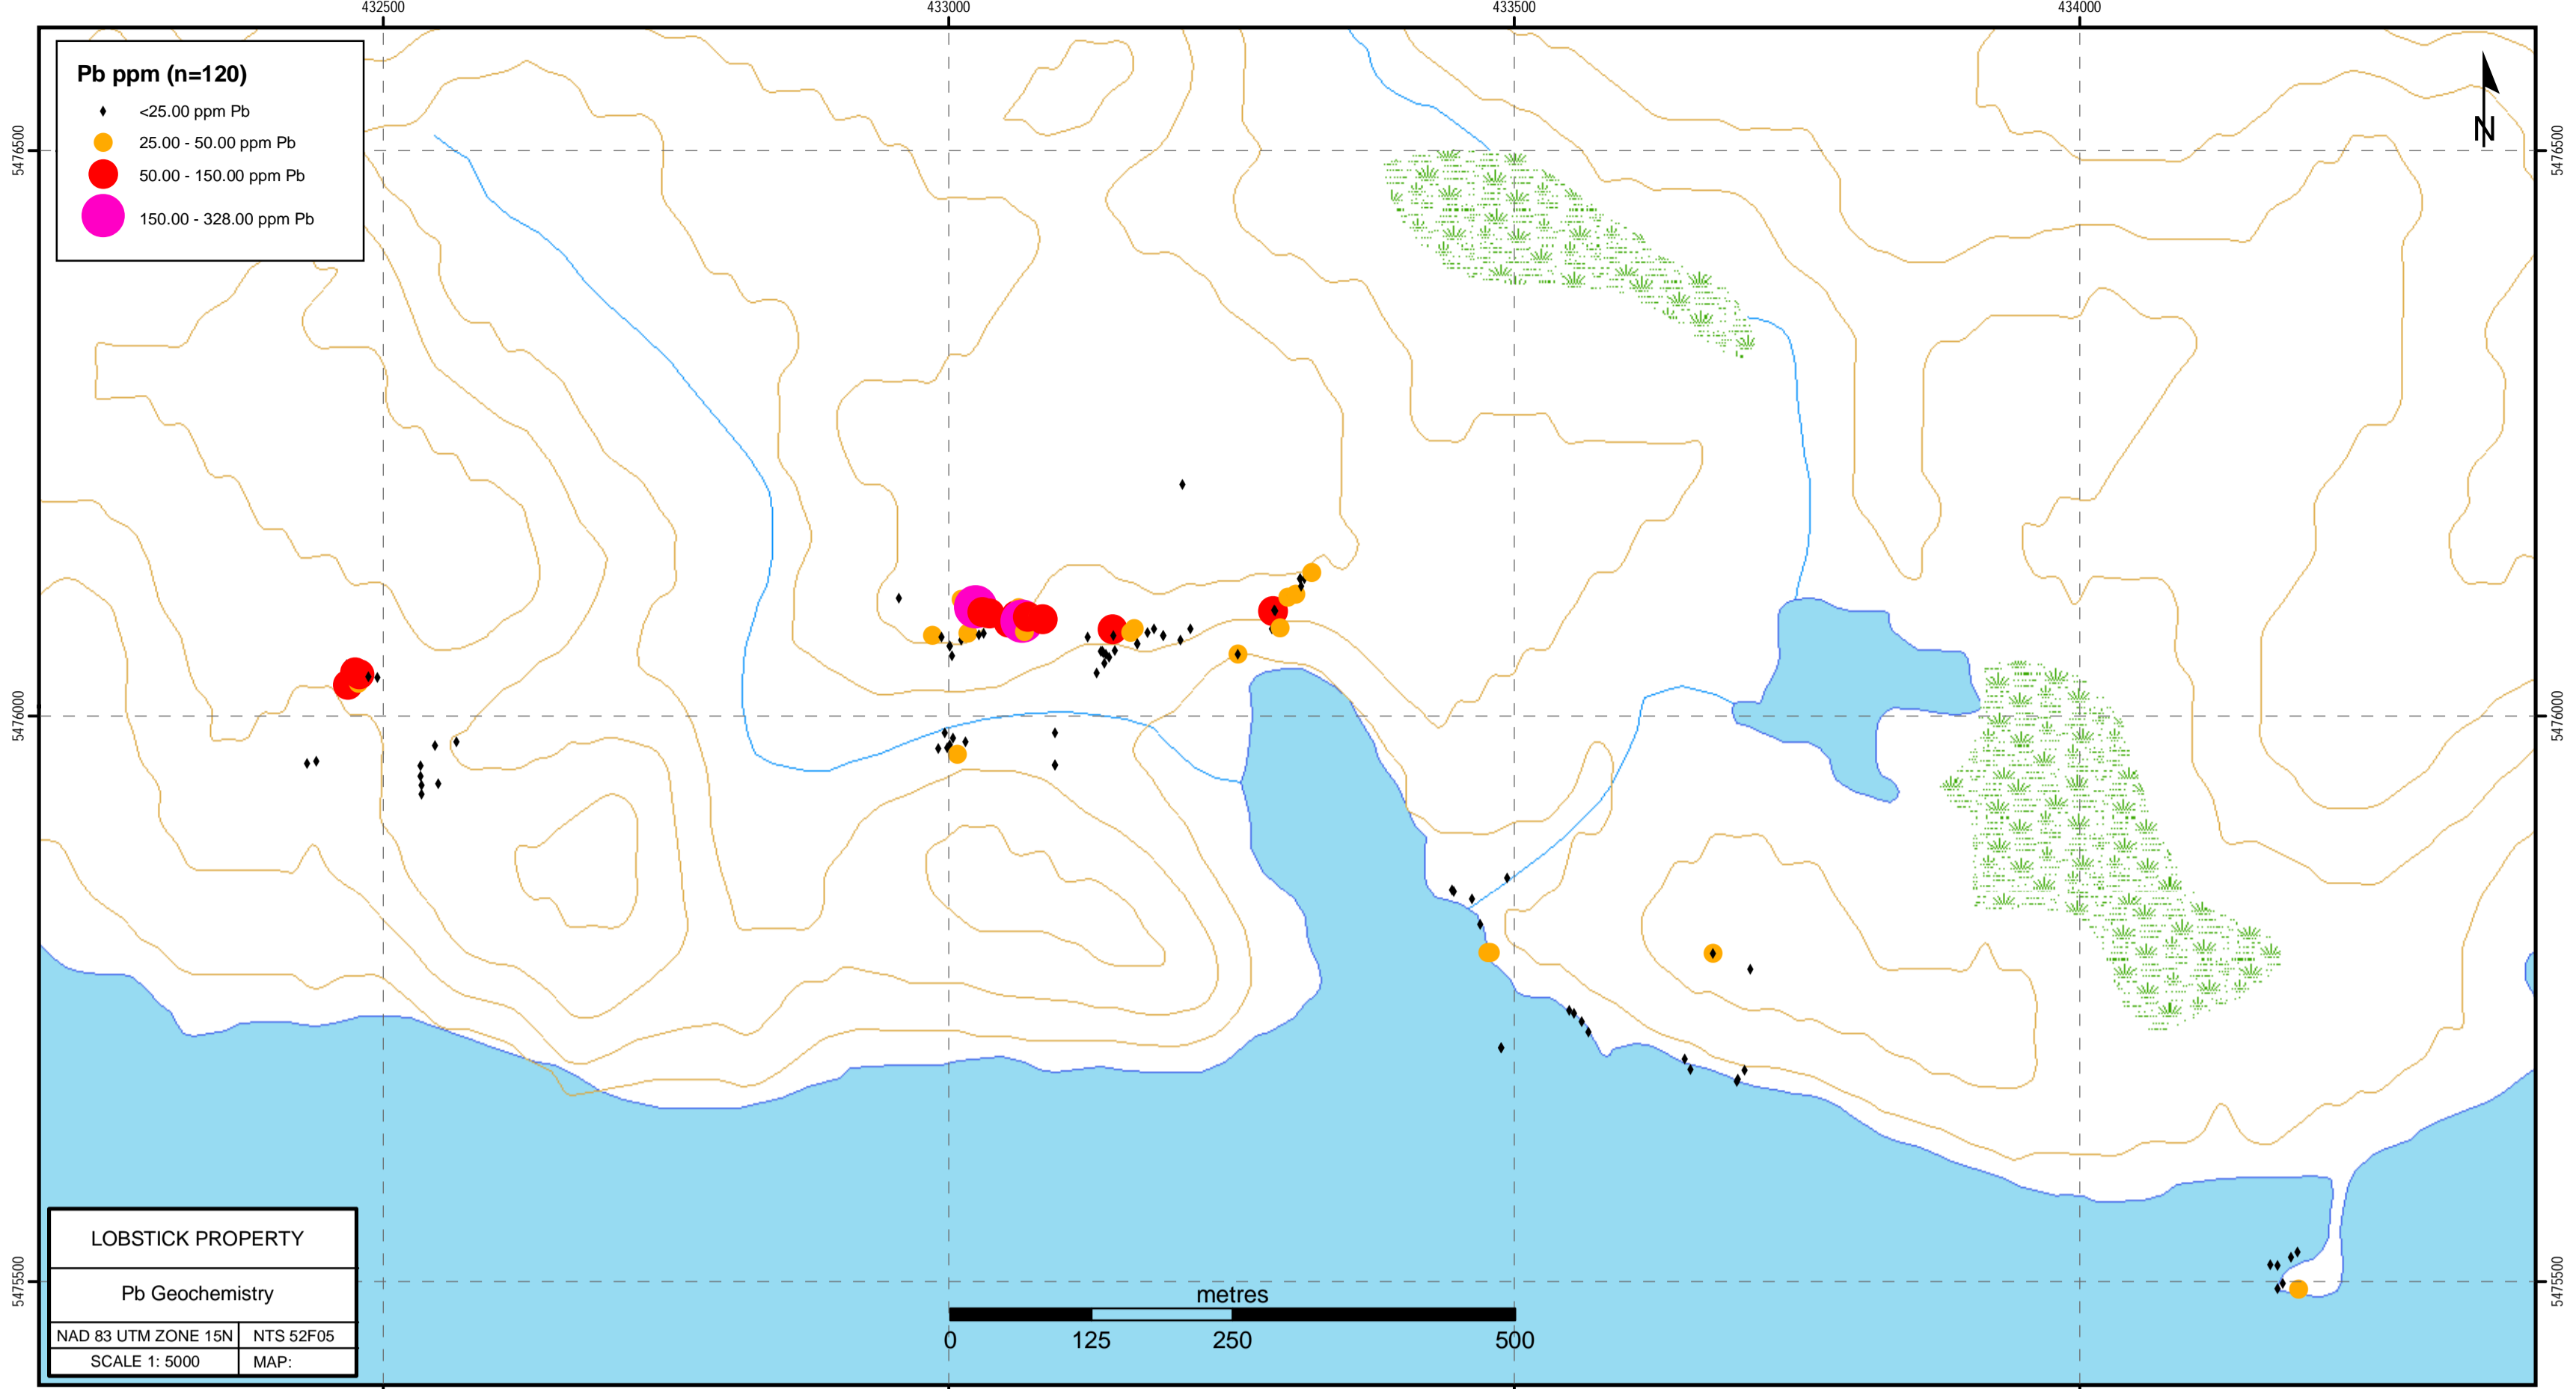 432500
433000
433500
434000
Pb ppm (n=120)
<25.00 ppm Pb
25.00 - 50.00 ppm Pb
50.00 - 150.00 ppm Pb
150.00 - 328.00 ppm Pb
N
5476500
5476500
5476000
5476000
5475500
5475500
LOBSTICK PROPERTY
Pb Geochemistry
NAD 83 UTM ZONE 15N
NTS 52F05
SCALE 1: 5000
MAP:
metres
0
125
250
500